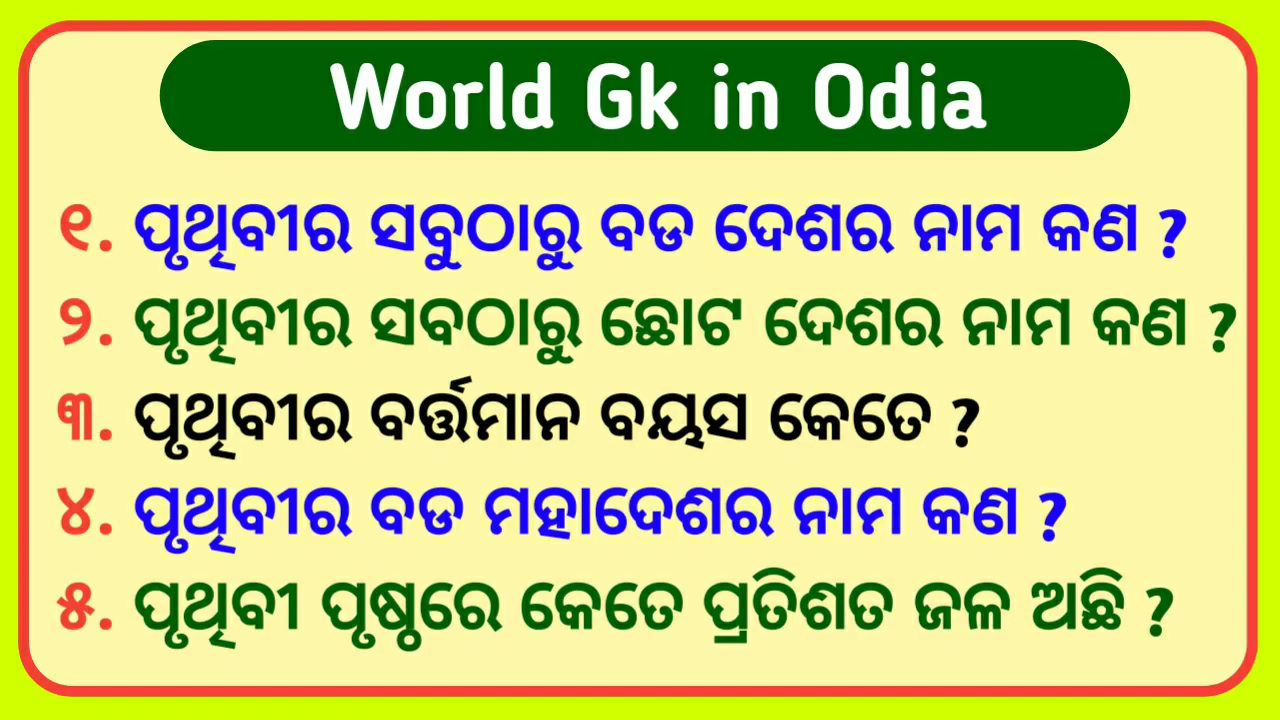 World Gk in Odia
୧. ପୃଥିବୀର ସବୁଠାରୁ ବଡ ଦେଶର ନାମ କଣ ?
୨. ପୃଥିବୀର ସବଠାରୁ ଛୋଟ ଦେଶର ନାମ କଣ ?
୩. ପୃଥିବୀର ବର୍ତ୍ତମାନ ବୟସ କେତେ ?
୪. ପୃଥିବୀର ବଡ ମହାଦେଶର ନାମ କଣ ?
୫. ପୃଥିବୀ ପୃଷ୍ଠରେ କେତେ ପ୍ରତିଶତ ଜଳ ଅଛି ?